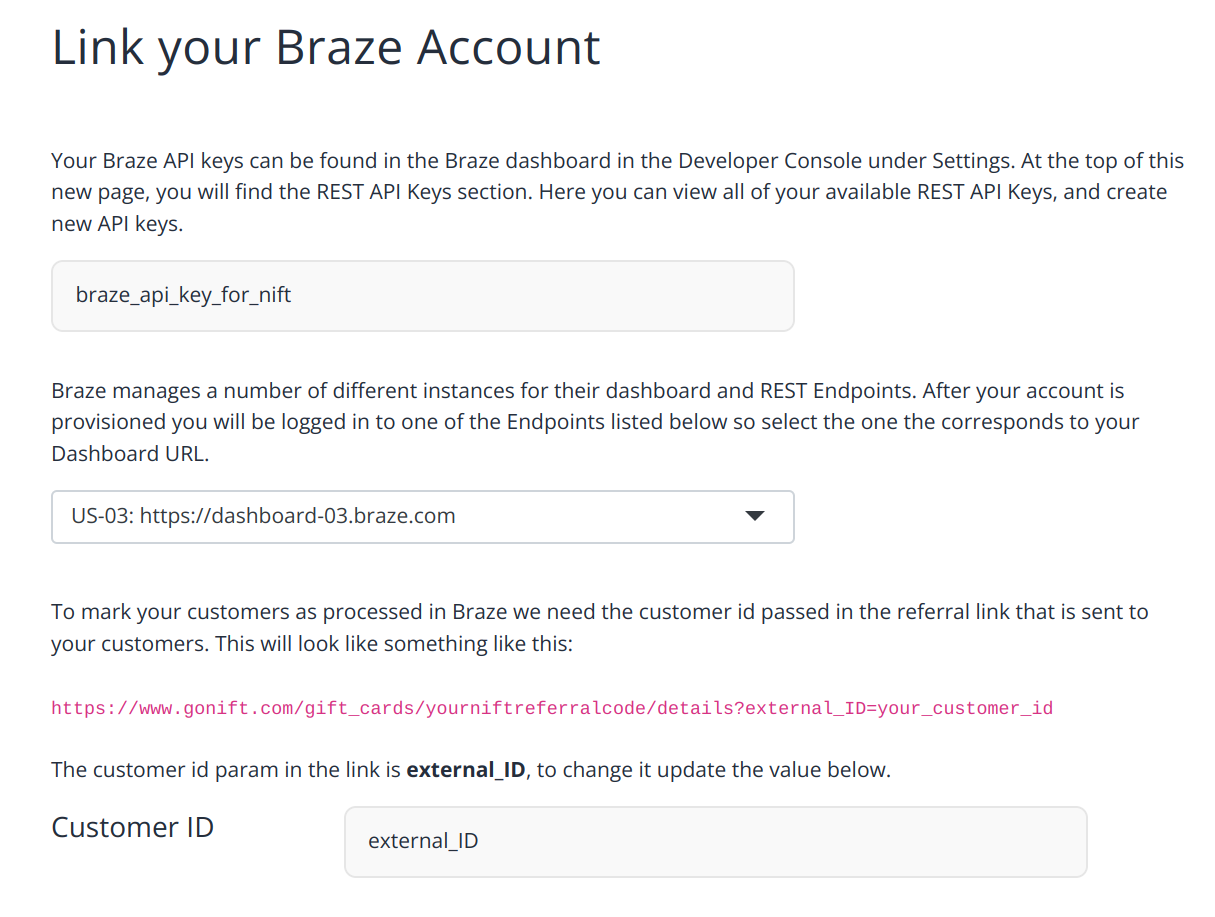 Link your Braze Account
Your Braze API keys can be found in the Braze dashboard in the Developer Console under Settings. At the top of this
new page, you will find the REST API Keys section. Here you can view all of your available REST API Keys, and create
new API keys.
braze_api_key_for_nift
Braze manages a number of different instances for their dashboard and REST Endpoints. After your account is
provisioned you will be logged in to one of the Endpoints listed below so select the one the corresponds to your
Dashboard URL.
US-03: https://dashboard-03.braze.com
To mark your customers as processed in Braze we need the customer id passed in the referral link that is sent to
your customers. This will look like something like this:
https://www.gonift.com/gift_cards/yourniftreferralcode/details?external_ID=your_customer_id
The customer id param in the link is external_ID, to change it update the value below.
Customer ID
external_ID